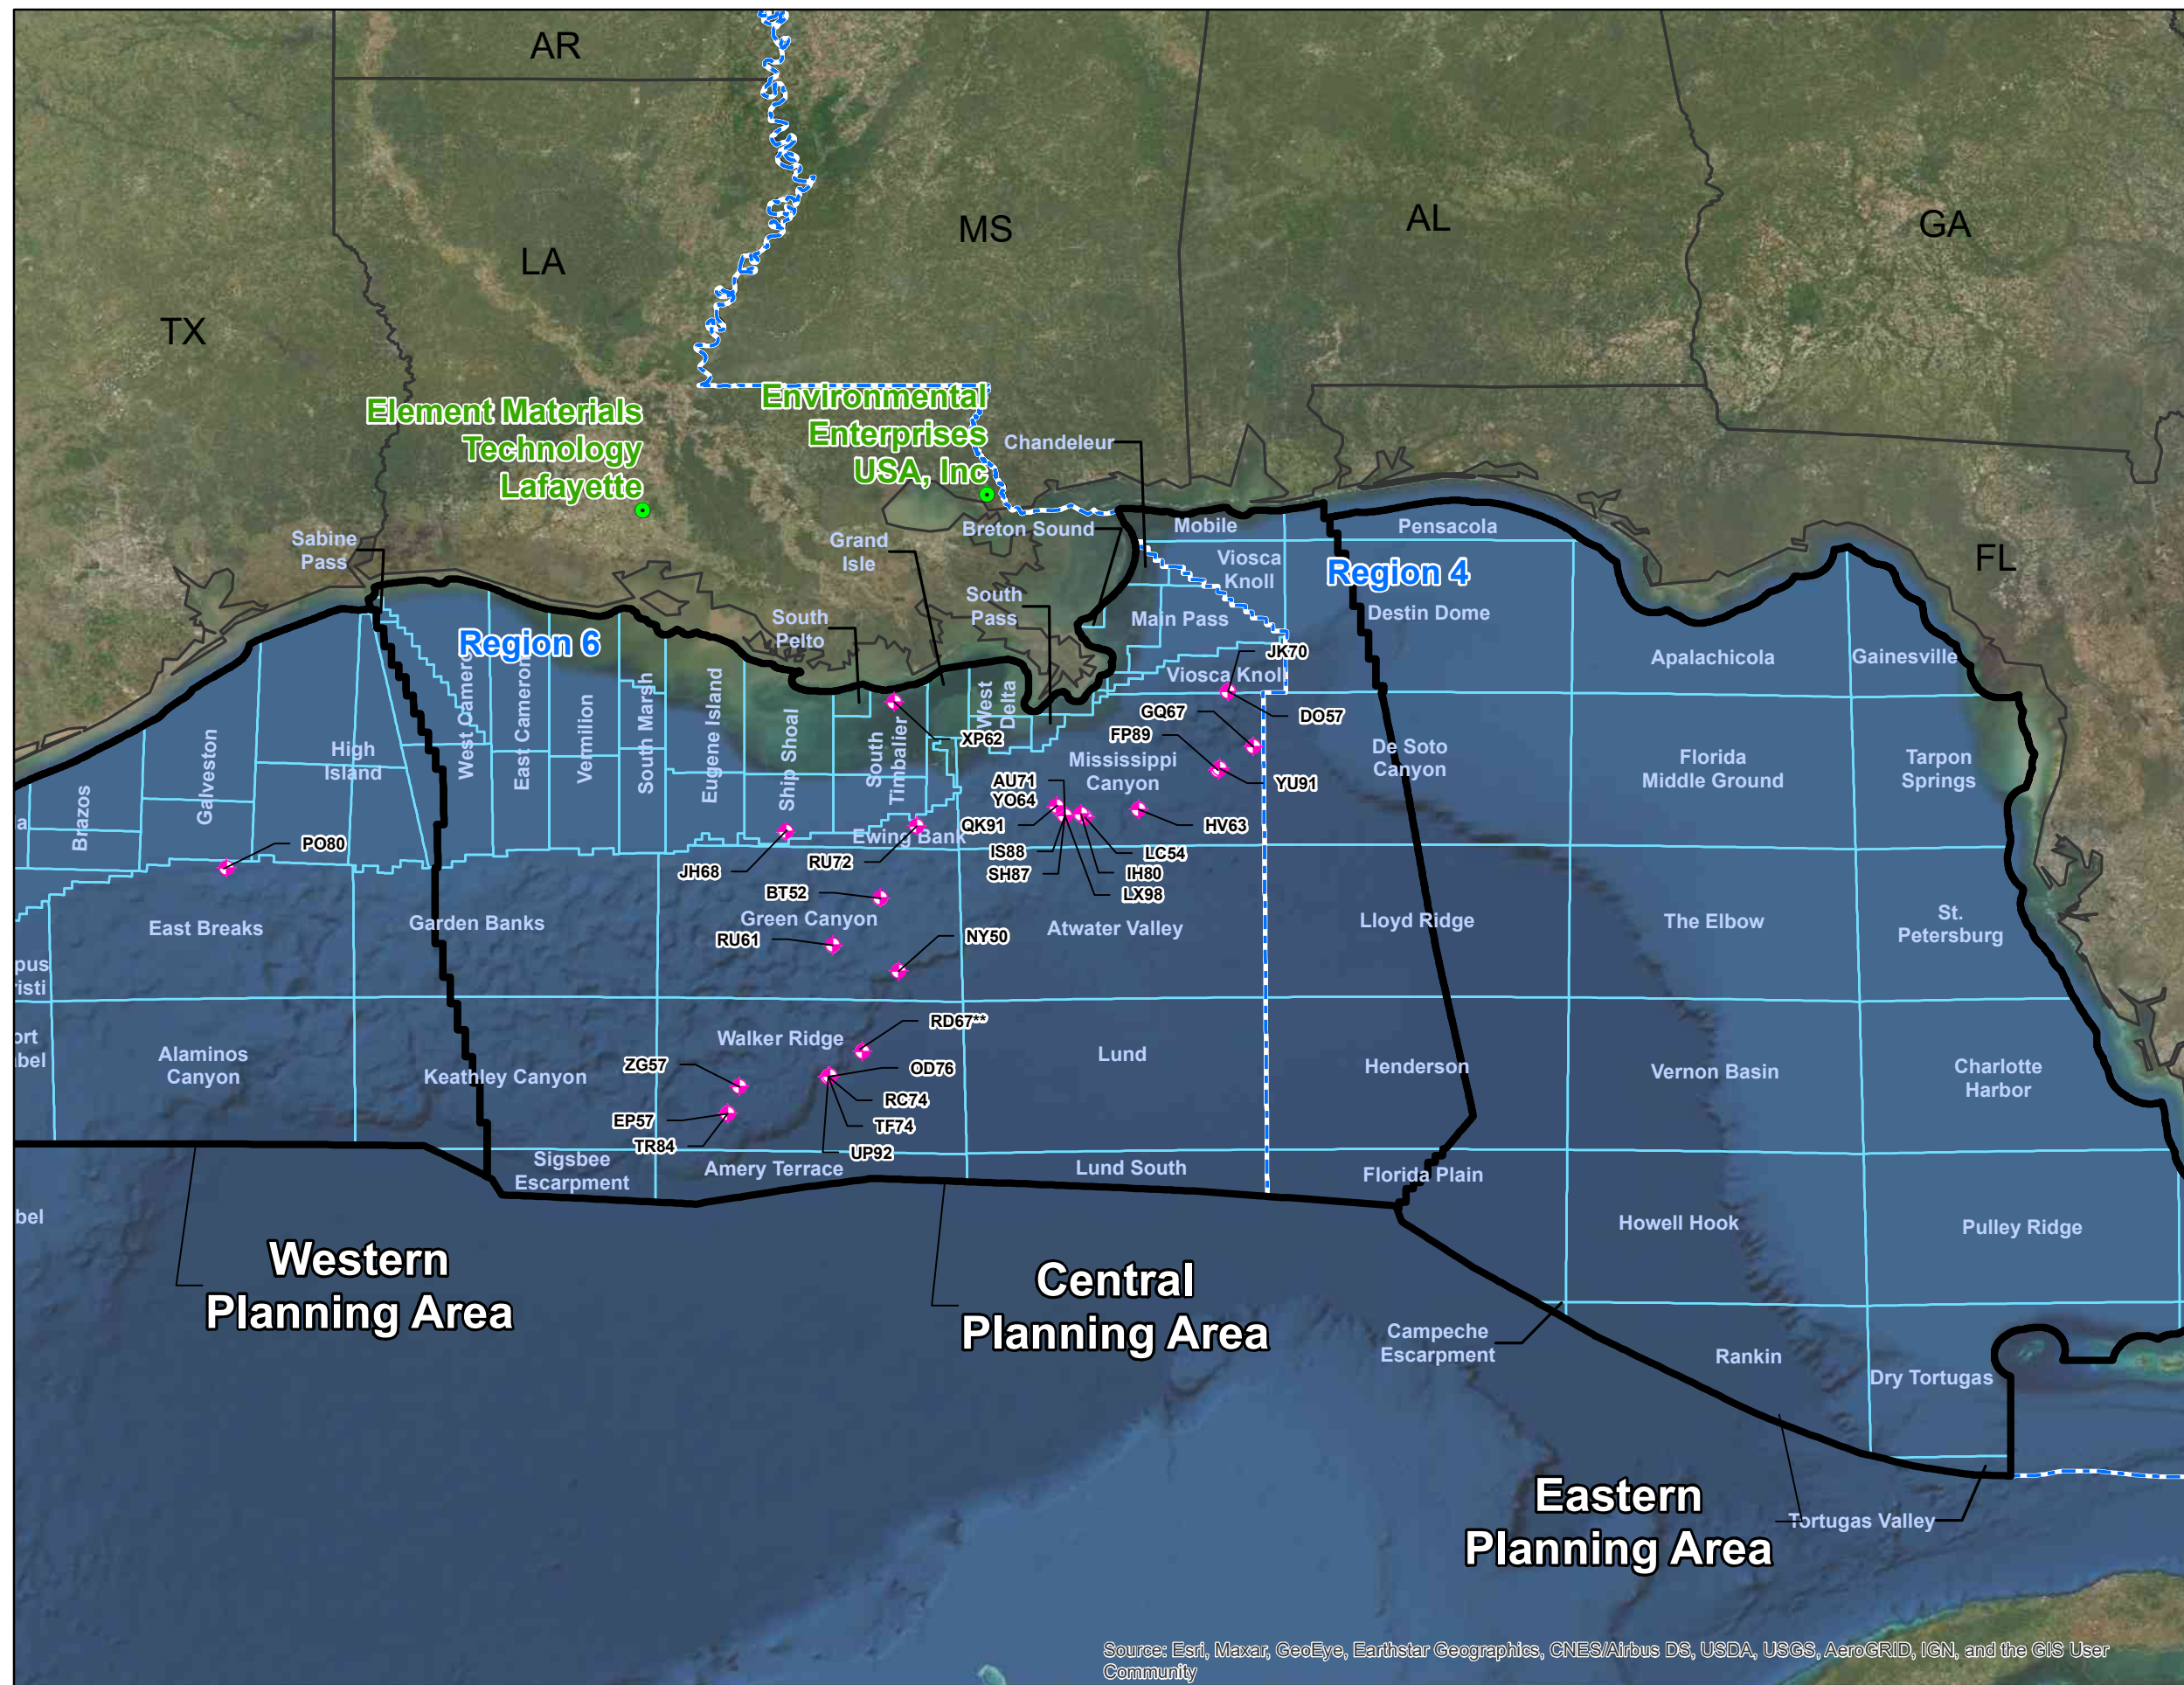 AR
MS
AL
GA
LA
TX
FL
Element Materials
Technology
Lafayette
Environmental
Enterprises
USA, Inc
Chandeleur
Breton Sound
Mobile
Pensacola
Sabine
Pass
Grand
Isle
Viosca
Knoll
Region 4
Destin Dome
South
Pass
South
Pelto
Main Pass
Region 6
JK70
Apalachicola
Gainesville
Viosca Knoll
West Cameron
East Cameron
Vermillion
South Marsh
Eugene Island
Ship Shoal
South
Timbalier
West
Delta
GQ67
DO57
FP89
XP62
High
Island
Galveston
Brazos
Mississippi
Canyon
De Soto
Canyon
Florida
Middle Ground
Tarpon
Springs
AU71
YO64
YU91
QK91
HV63
Ewing Bank
PO80
JH68
RU72
IS88
LC54
SH87
IH80
LX98
BT52
Green Canyon
RU61
NY50
East Breaks
Garden Banks
Atwater Valley
Lloyd Ridge
The Elbow
St.
Petersburg
pus
risti
RD67**
Walker Ridge
ort
bel
Alaminos
Canyon
Keathley Canyon
ZG57
OD76
Lund
Henderson
Vernon Basin
Charlotte
Harbor
RC74
EP57
TF74
TR84
UP92
Sigsbee
Escarpment
Amery Terrace
Lund South
Florida Plain
bel
Howell Hook
Pulley Ridge
Western
Planning Area
Central
Planning Area
Campeche
Escarpment
Rankin
Dry Tortugas
Eastern
Planning Area
Tortugas Valley
Source: Esri, Maxar, GeoEye, Earthstar Geographics, CNES/Airbus DS, USDA, USGS, AeroGRID, IGN, and the GIS User
Community